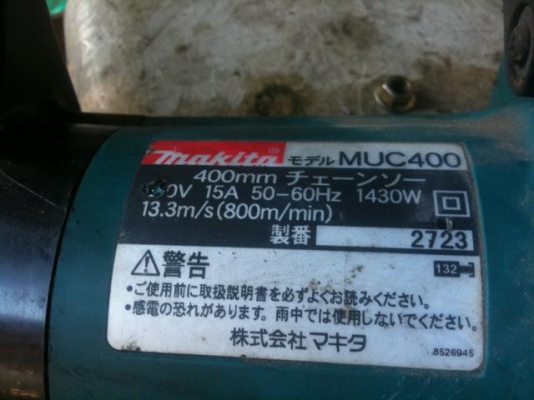 makita モデル MUC400
400mm チェーンソー
0V 15A 50-60Hz 1430W
13.3m/s(800m/min)
製番 2723
警告 132
•ご使用前に取扱説明書を必ずよくお読みください。
•感電の恐れがあります。雨中では使用しないでください。
株式会社 マキタ
8526945